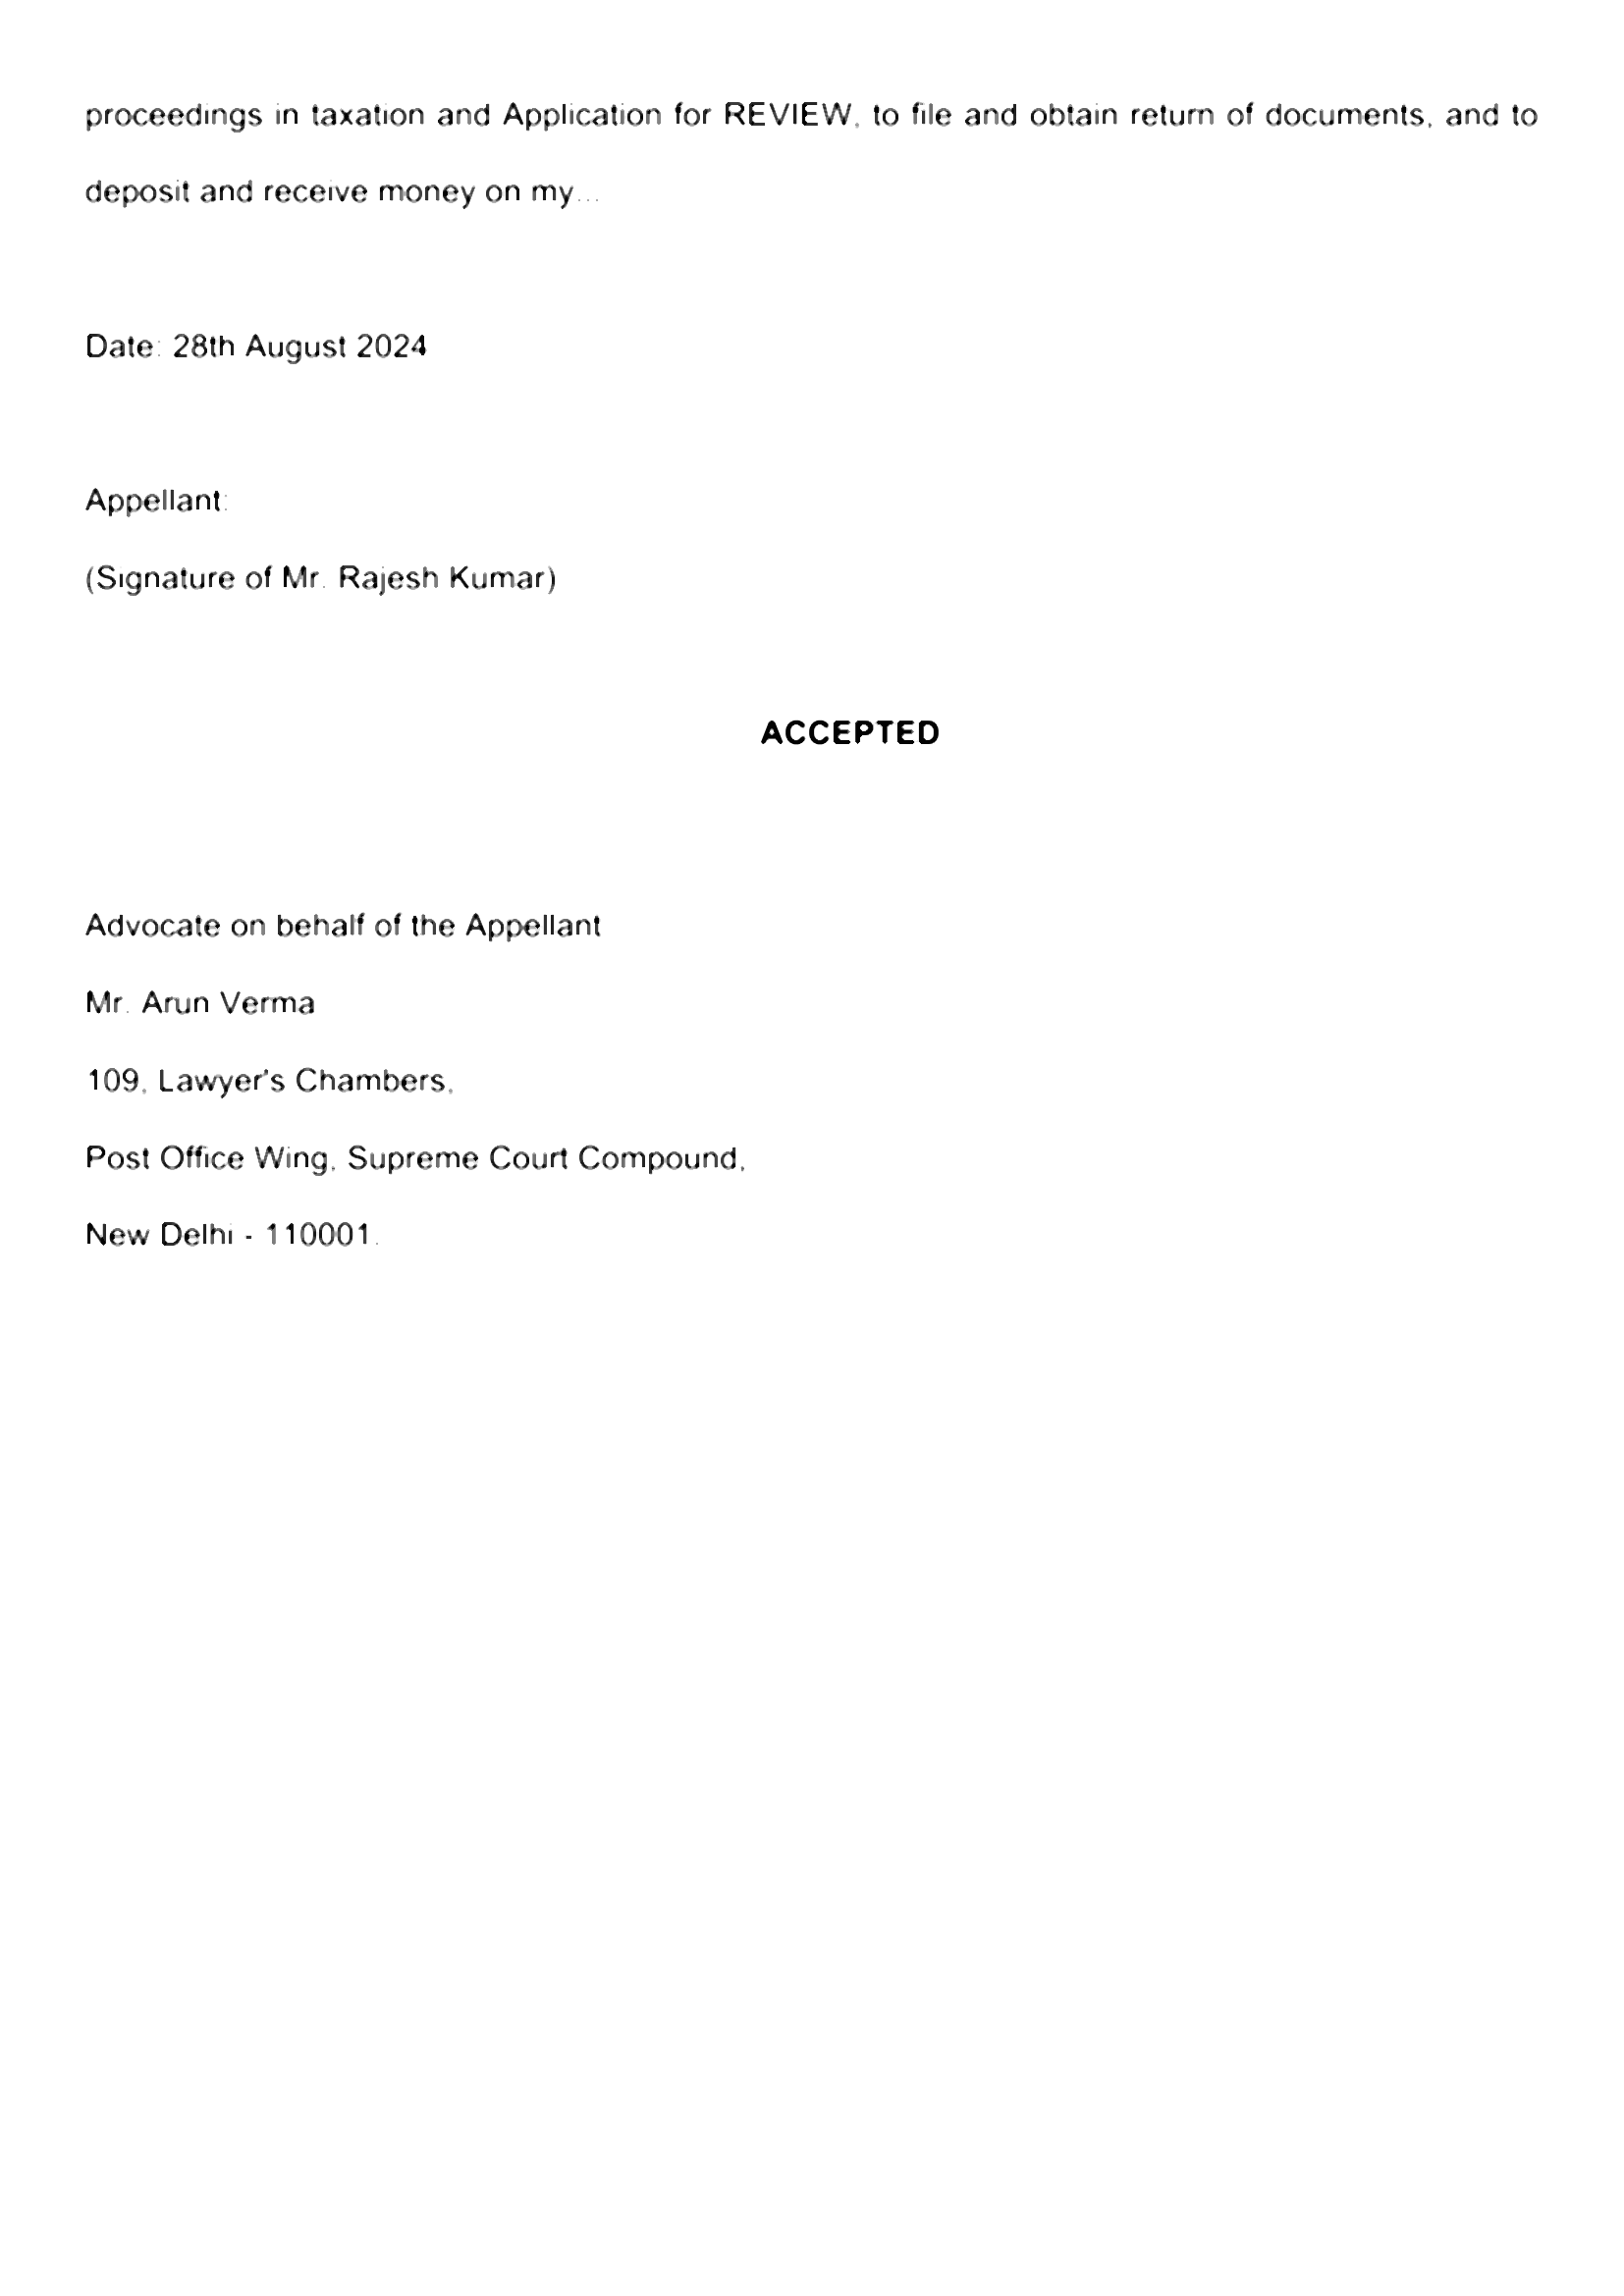 proceedings in taxation and Application for REVIEW, to file and obtain return of documents, and to
deposit and receive money on my...
Date: 28th August 2024
Appellant:
(Signature of Mr. Rajesh Kumar)
ACCEPTED
Advocate on behalf of the Appellant
Mr. Arun Verma
109, Lawyer's Chambers,
Post Office Wing, Supreme Court Compound,
New Delhi - 110001.